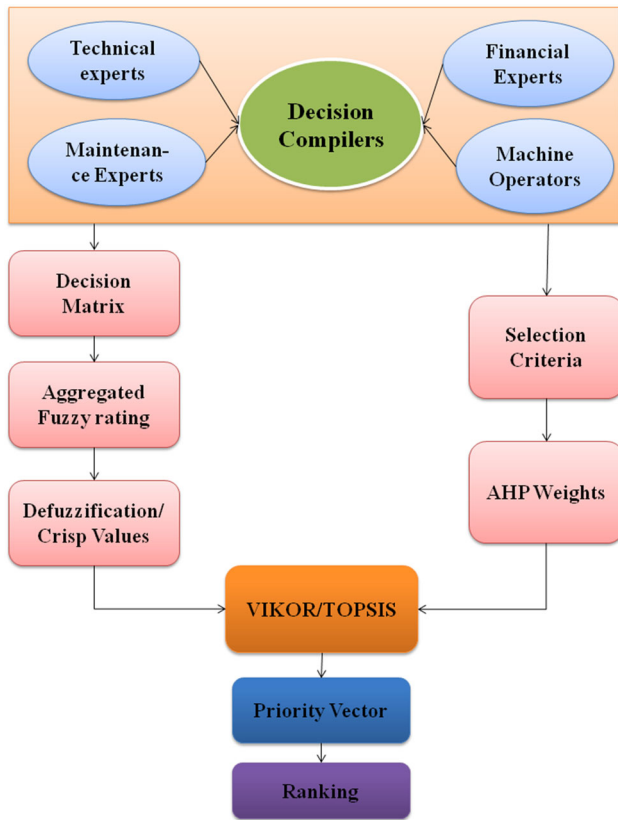 Technical
experts
Financial
Experts
Decision
Compilers
Maintenan-
ce Experts
Machine
Operators
Decision
Matrix
Selection
Criteria
Aggregated
Fuzzy rating
AHP Weights
Defuzzification/
Crisp Values
VIKOR/TOPSIS
Priority Vector
Ranking